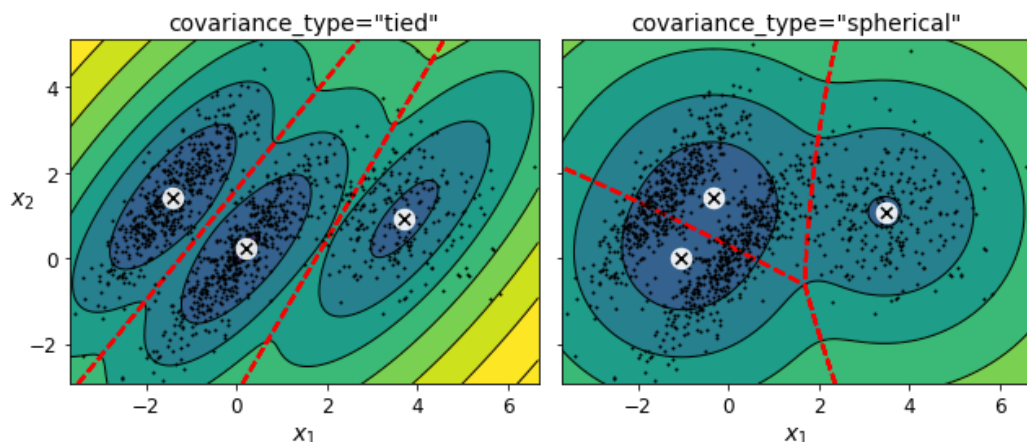 covariance_type="tied"
covariance_type="spherical"
x₂
4
2
0
−2
−2 0 2 4 6
−2 0 2 4 6
x₁
x₁